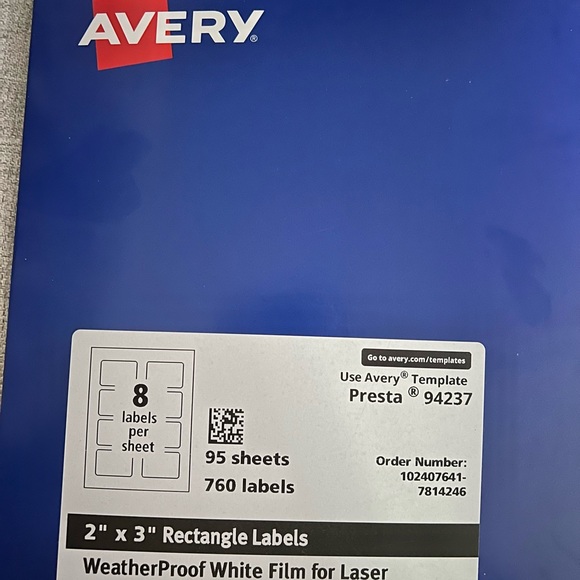 AVERY®
Go to avery.com/templates
Use Avery® Template
Presta ® 94237
8
labels
per
sheet
95 sheets
760 labels
Order Number:
102407641-
7814246
2" x 3" Rectangle Labels
WeatherProof White Film for Laser